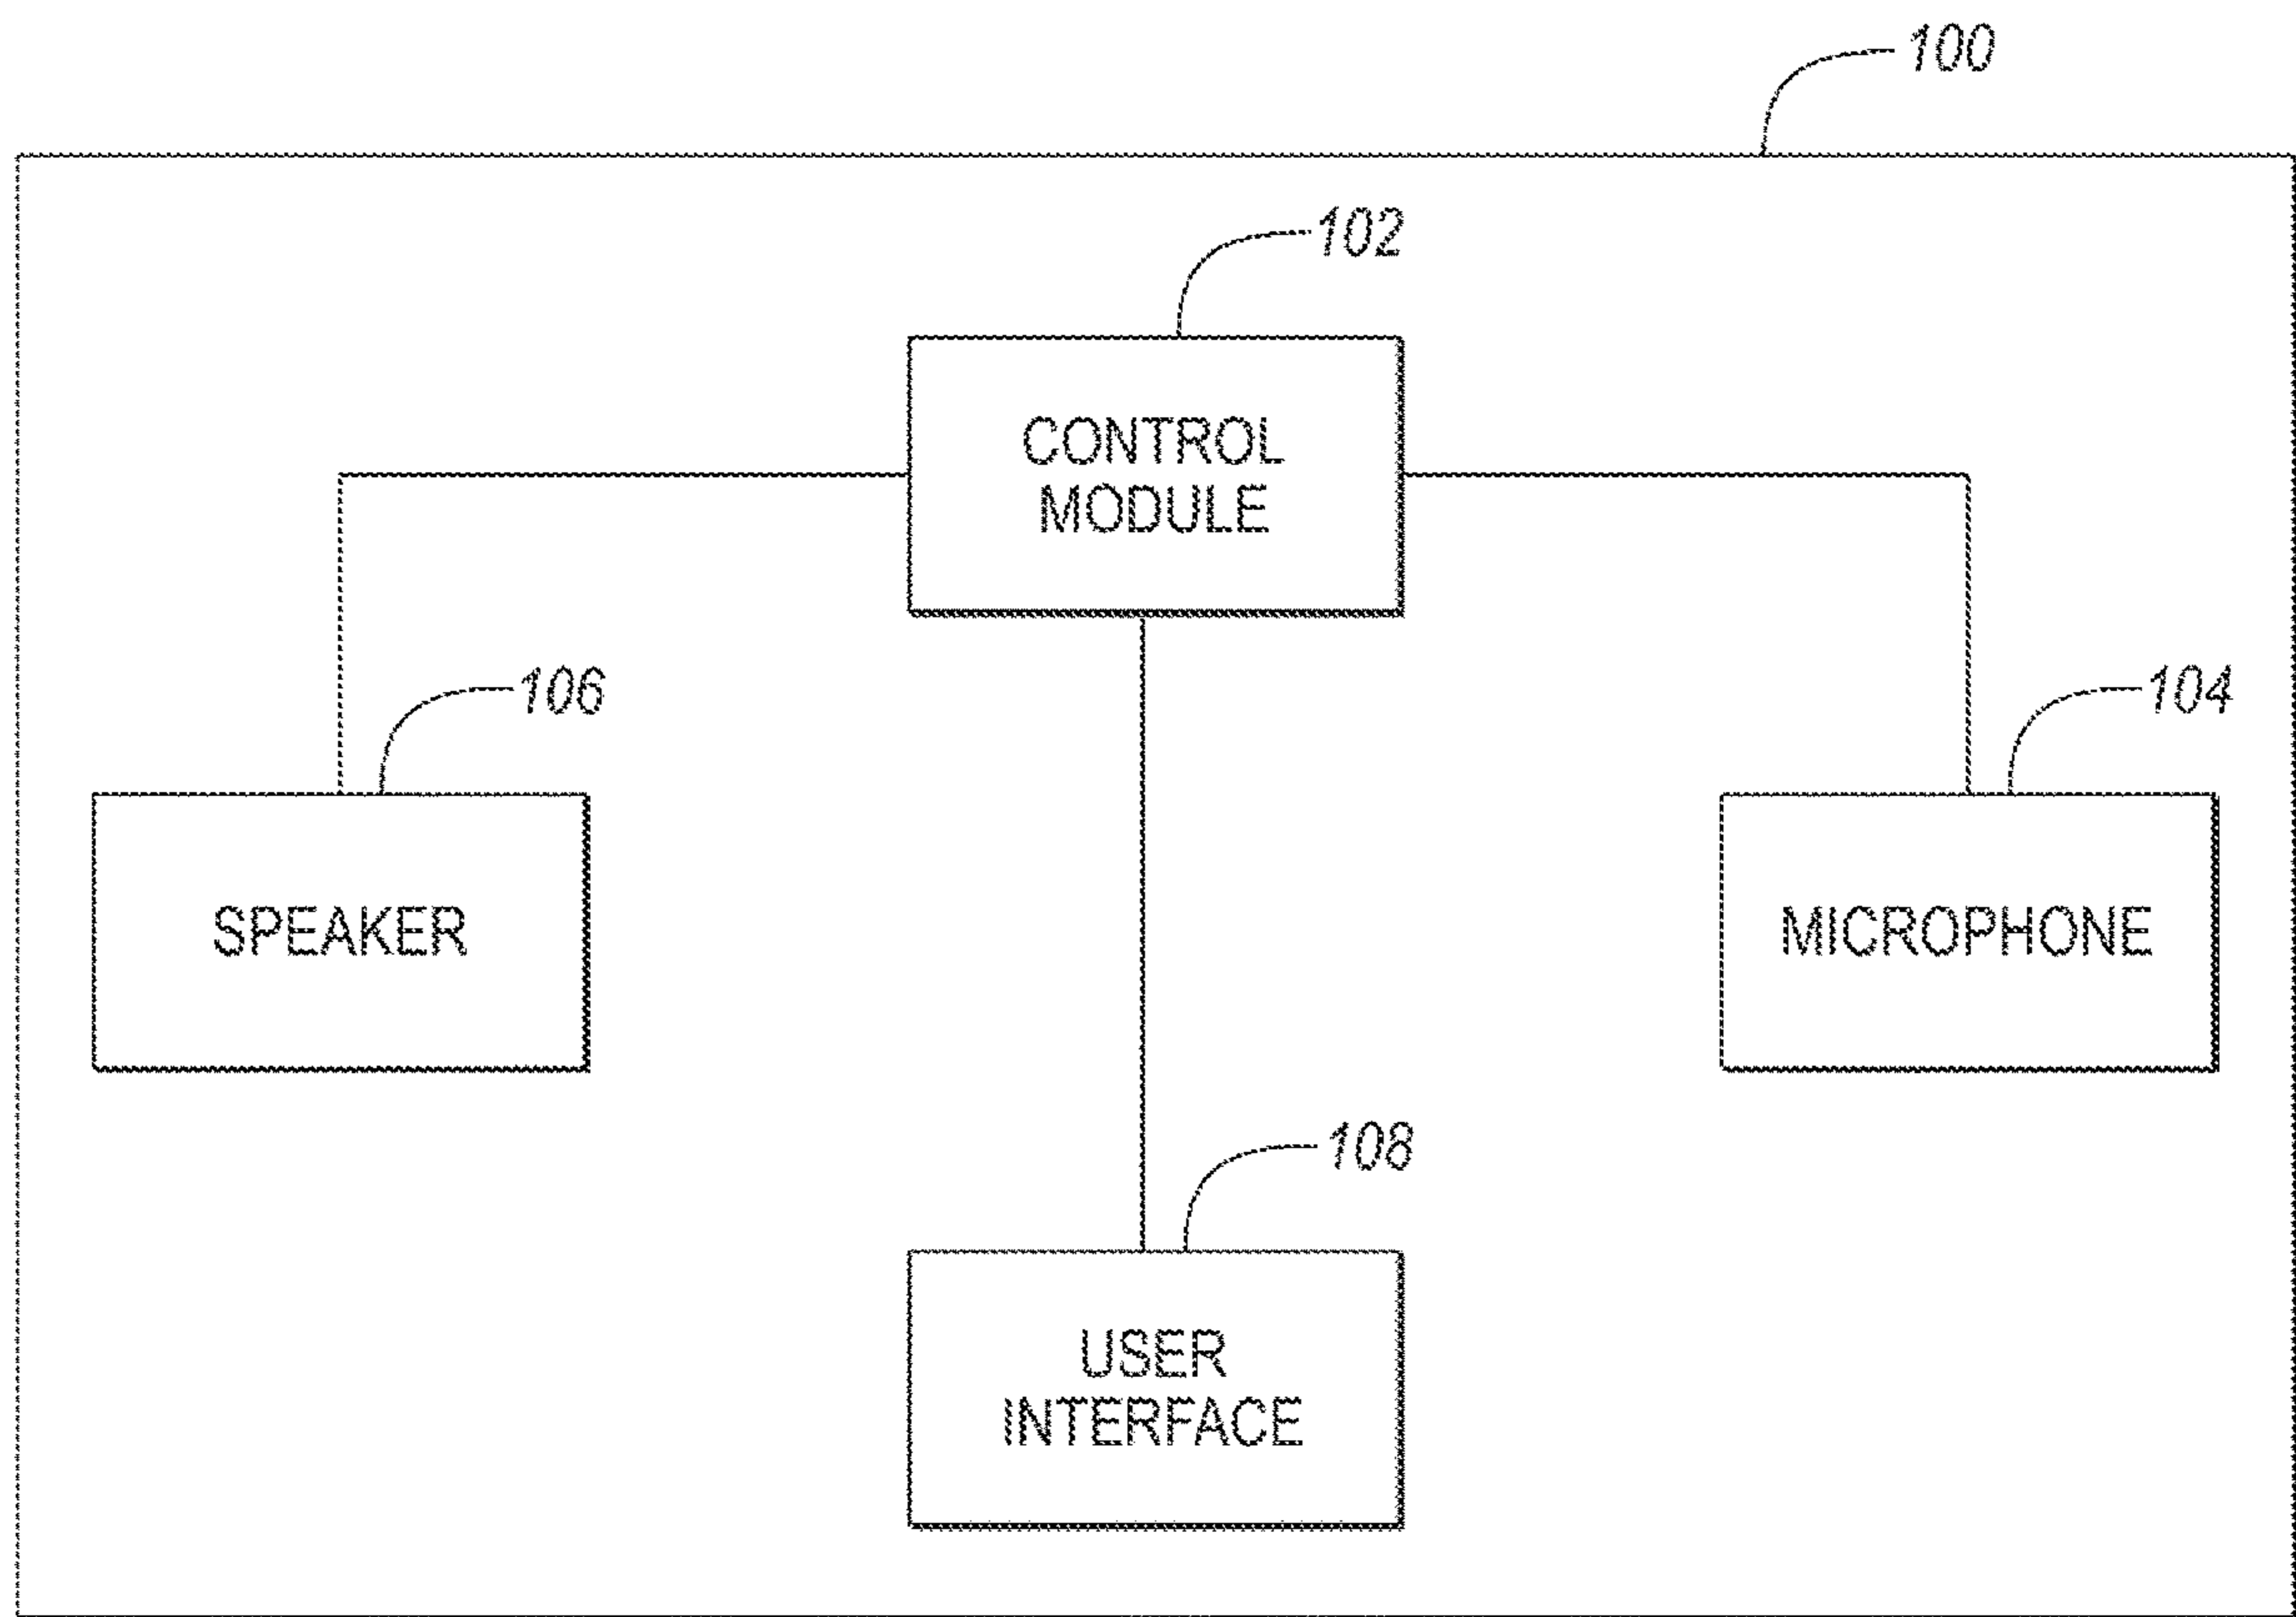 100
102
CONTROL
MODULE
106
104
SPEAKER
MICROPHONE
108
USER
INTERFACE